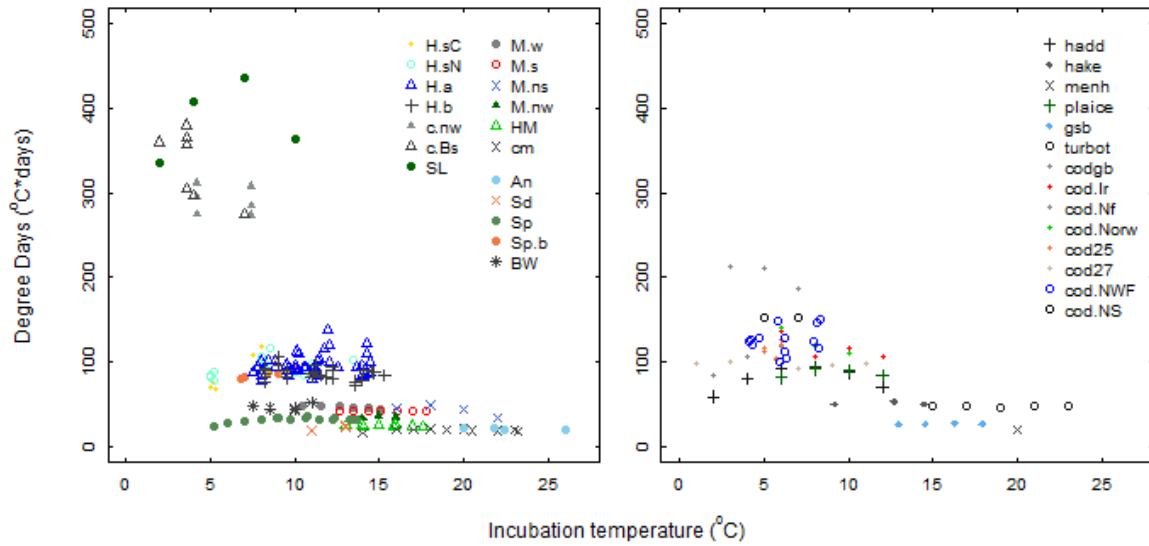 Degree Days (°C*days)
500
400
300
200
100
0
H.sC
H.sN
H.a
H.b
c.nw
c.Bs
SL
M.w
M.s
M.ns
M.nw
HM
cm
An
Sd
Sp
Sp.b
BW
0 5 10 15 20 25
500
400
300
200
100
0
hadd
hake
menh
plaice
gsb
turbot
codgb
cod.Ir
cod.Nf
cod.Norw
cod25
cod27
cod.NWF
cod.NS
0 5 10 15 20 25
Incubation temperature (°C)